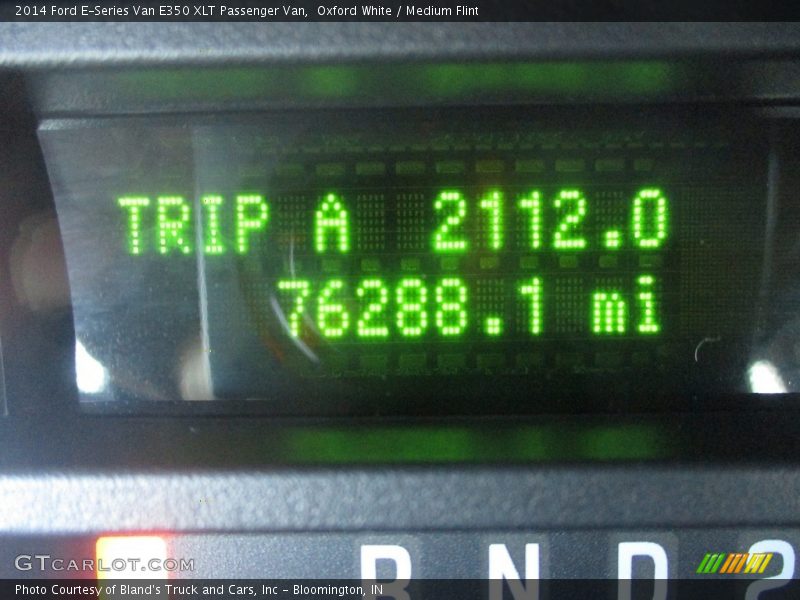 2014 Ford E-Series Van E350 XLT Passenger Van,  Oxford White / Medium Flint
TRIP A  2112.0
76288.1 mi
R N D 2
GTcarlot.com
Photo Courtesy of Bland's Truck and Cars, Inc - Bloomington, IN